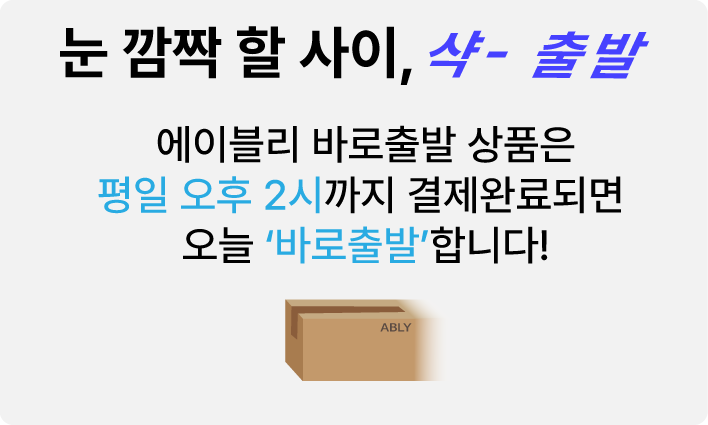 눈 깜짝 할 사이, 샥- 출발
에이블리 바로출발 상품은
평일 오후 2시까지 결제완료되면
오늘 ‘바로출발’합니다!
ABLY